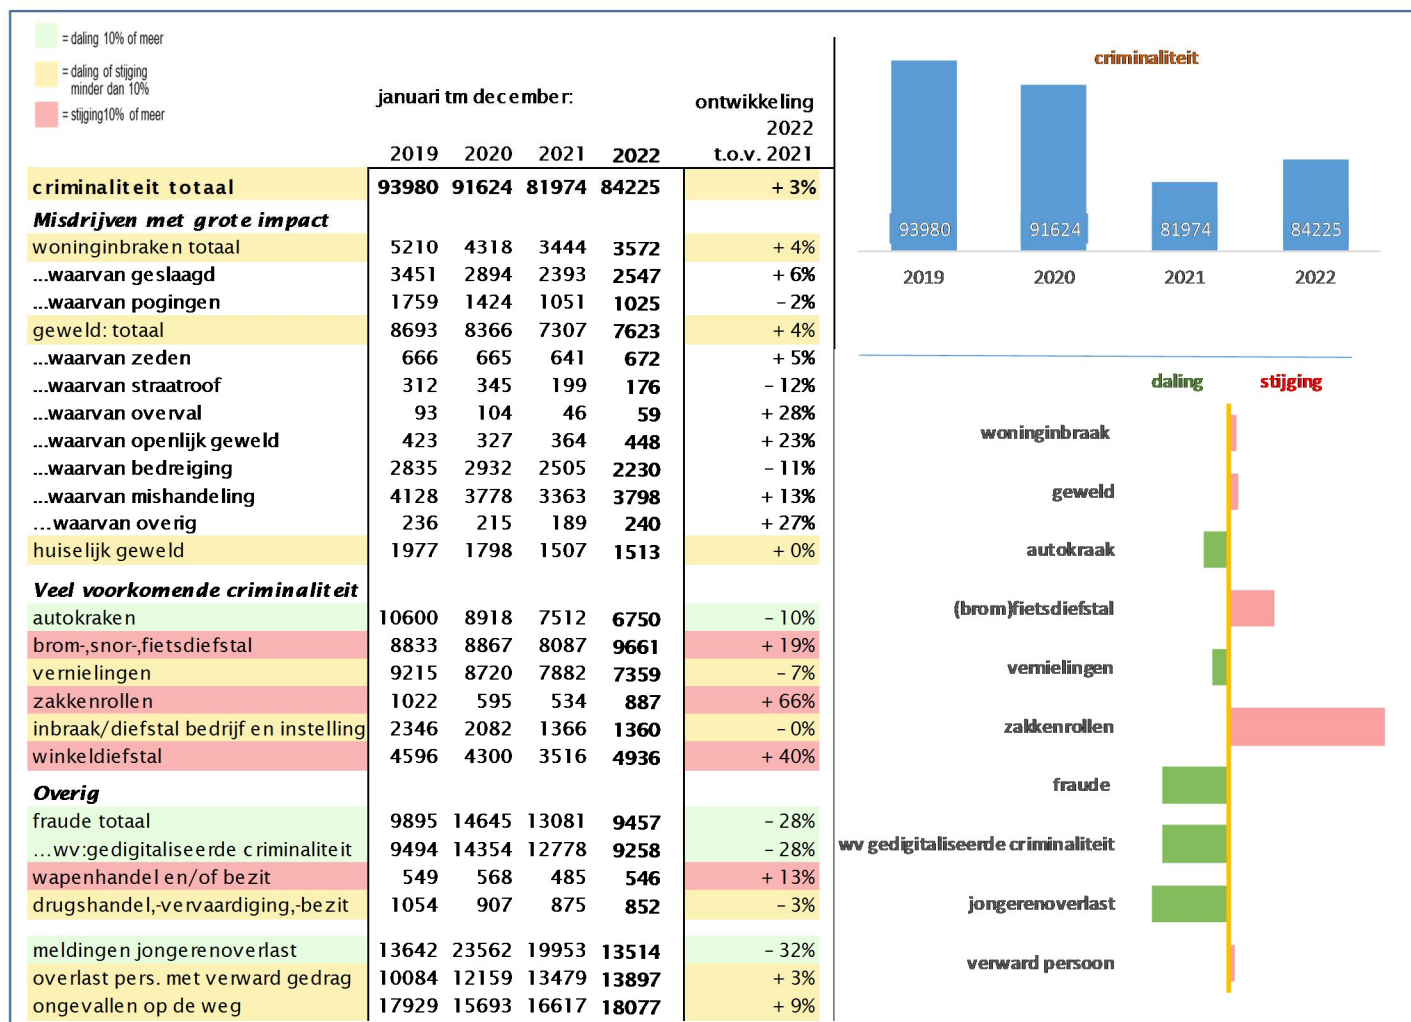 = daling 10% of meer
= daling of stijging
minder dan 10%
= stijging10% of meer
januari tm december:
ontwikkeling
2022
2019 2020 2021 2022 t.o.v. 2021
criminaliteit totaal 93980 91624 81974 84225 + 3%
Misdrijven met grote impact
woninginbraken totaal 5210 4318 3444 3572 + 4%
...waarvan geslaagd 3451 2894 2393 2547 + 6%
...waarvan pogingen 1759 1424 1051 1025 – 2%
geweld: totaal 8693 8366 7307 7623 + 4%
...waarvan zeden 666 665 641 672 + 5%
...waarvan straatroof 312 345 199 176 – 12%
...waarvan overval 93 104 46 59 + 28%
...waarvan openlijk geweld 423 327 364 448 + 23%
...waarvan bedreiging 2835 2932 2505 2230 – 11%
...waarvan mishandeling 4128 3778 3363 3798 + 13%
...waarvan overig 236 215 189 240 + 27%
huiselijk geweld 1977 1798 1507 1513 + 0%
Veel voorkomende criminaliteit
autokraken 10600 8918 7512 6750 – 10%
brom-,snor-,fietsdiefstal 8833 8867 8087 9661 + 19%
vernielingen 9215 8720 7882 7359 – 7%
zakkenrollen 1022 595 534 887 + 66%
inbraak/diefstal bedrijf en instelling 2346 2082 1366 1360 – 0%
winkeldiefstal 4596 4300 3516 4936 + 40%
Overig
fraude totaal 9895 14645 13081 9457 – 28%
...wv:gedigitaliseerde criminaliteit 9494 14354 12778 9258 – 28%
wapenhandel en/of bezit 549 568 485 546 + 13%
drugshandel,-vervaardiging,-bezit 1054 907 875 852 – 3%
meldingen jongerenoverlast 13642 23562 19953 13514 – 32%
overlast pers. met verward gedrag 10084 12159 13479 13897 + 3%
ongevallen op de weg 17929 15693 16617 18077 + 9%
criminaliteit
93980 91624 81974 84225
2019 2020 2021 2022
daling stijging
woninginbraak
geweld
autokraak
(brom)fietsdiefstal
vernielingen
zakkenrollen
fraude
wv gedigitaliseerde criminaliteit
jongerenoverlast
verward persoon